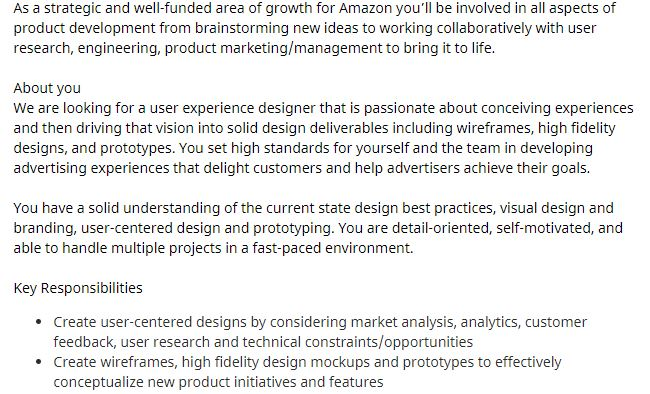 As a strategic and well-funded area of growth for Amazon you’ll be involved in all aspects of
product development from brainstorming new ideas to working collaboratively with user
research, engineering, product marketing/management to bring it to life.
About you
We are looking for a user experience designer that is passionate about conceiving experiences
and then driving that vision into solid design deliverables including wireframes, high fidelity
designs, and prototypes. You set high standards for yourself and the team in developing
advertising experiences that delight customers and help advertisers achieve their goals.
You have a solid understanding of the current state design best practices, visual design and
branding, user-centered design and prototyping. You are detail-oriented, self-motivated, and
able to handle multiple projects in a fast-paced environment.
Key Responsibilities
• Create user-centered designs by considering market analysis, analytics, customer
feedback, user research and technical constraints/opportunities
• Create wireframes, high fidelity design mockups and prototypes to effectively
conceptualize new product initiatives and features